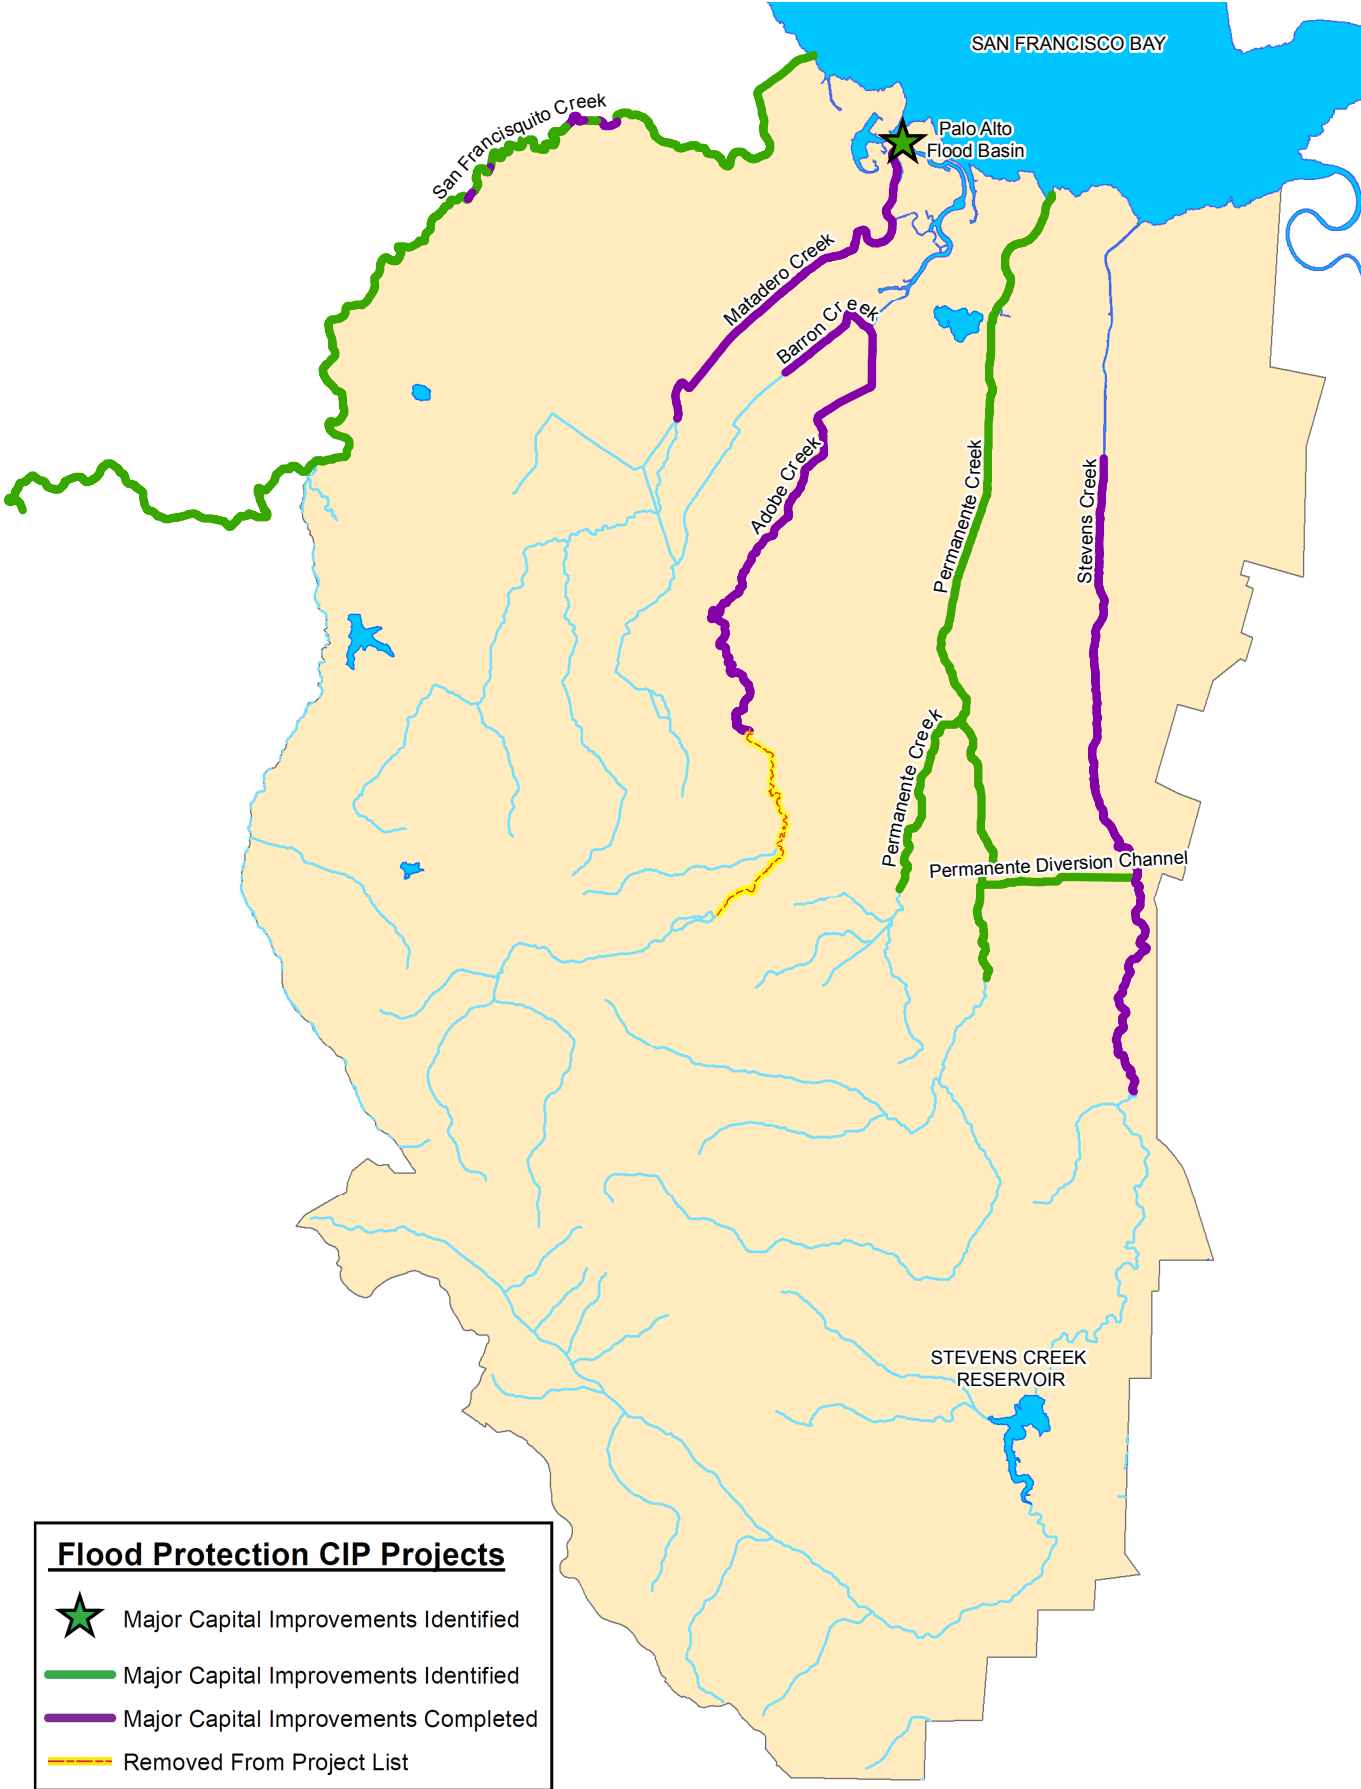 SAN FRANCISCO BAY
San Francisquito Creek
Palo Alto
Flood Basin
Matadero Creek
Barron Creek
Adobe Creek
Permanente Creek
Stevens Creek
Permanente Creek
Permanente Diversion Channel
STEVENS CREEK
RESERVOIR
Flood Protection CIP Projects
Major Capital Improvements Identified
Major Capital Improvements Identified
Major Capital Improvements Completed
Removed From Project List